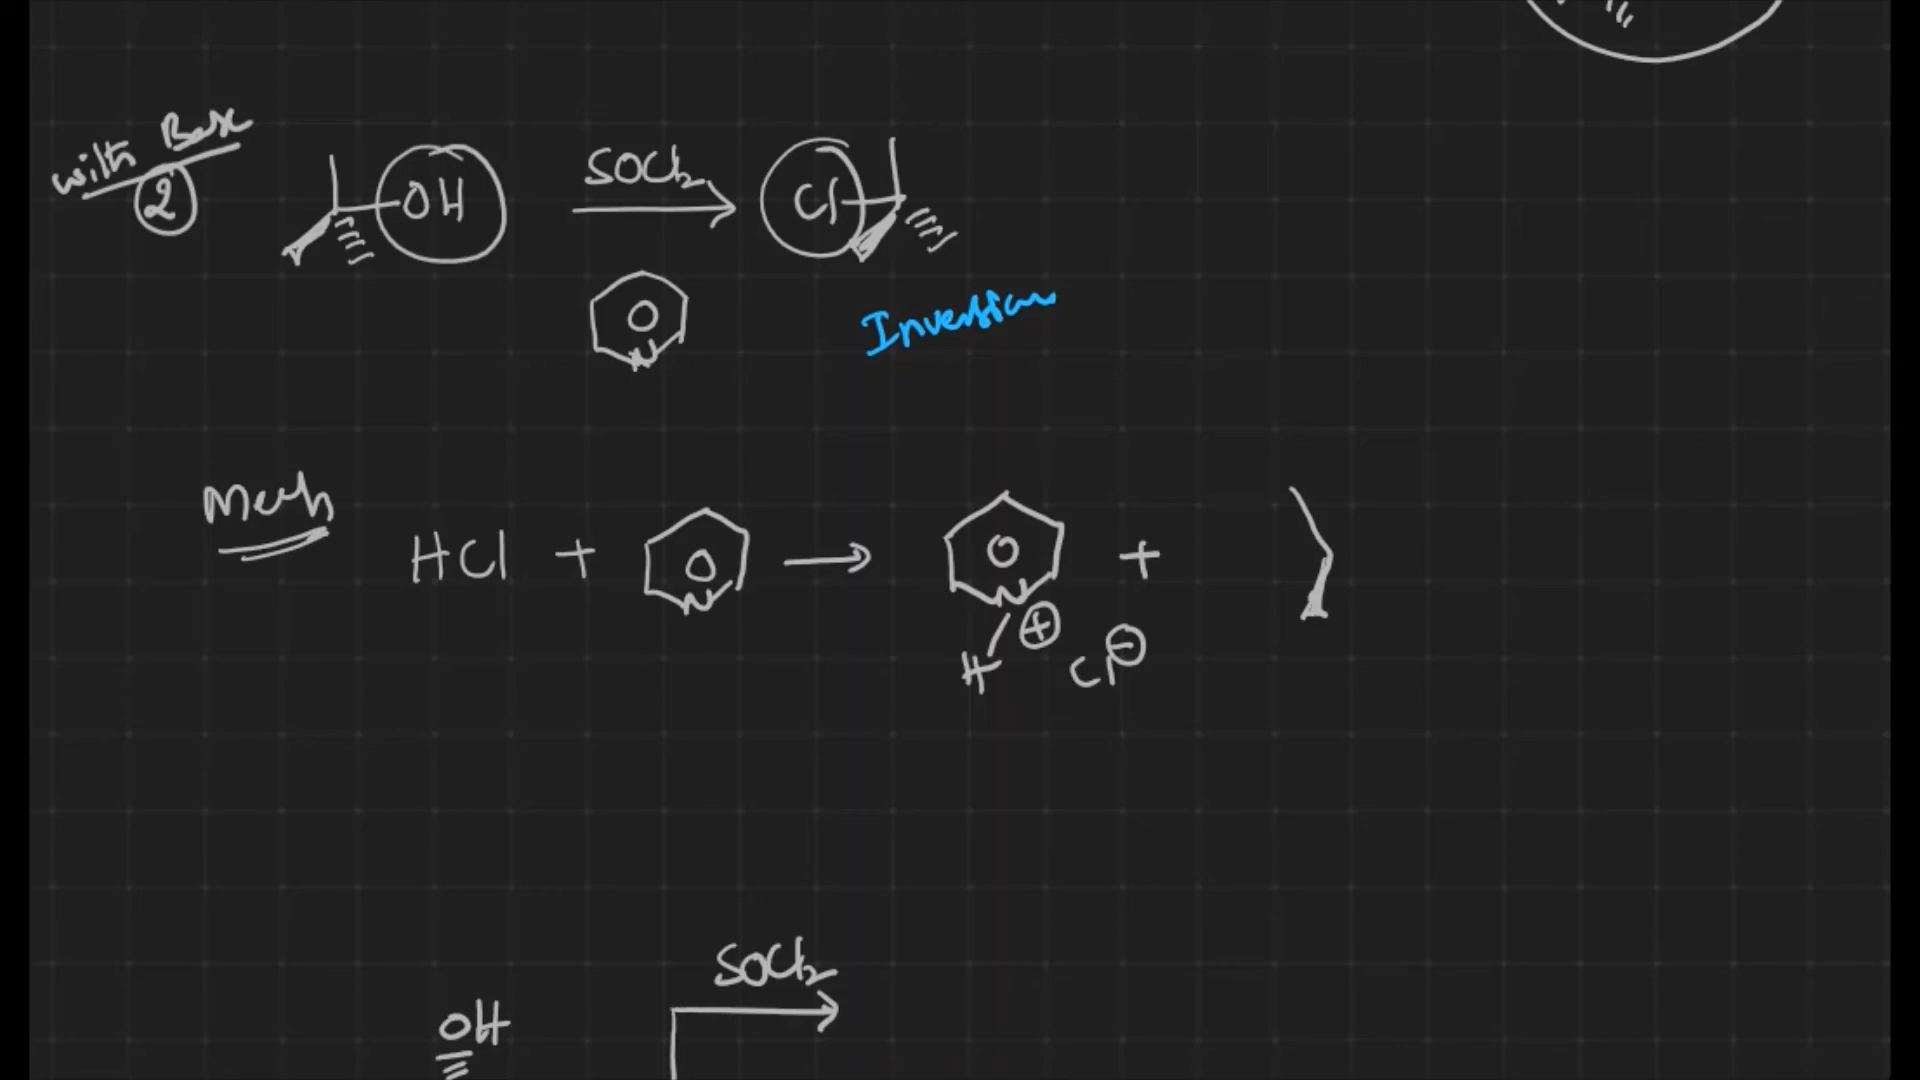 with Base
2
OH SOCl2 Cl
N
Inversion
Mech
HCl + N → N + 
H ⊕ Cl ⊖
SOCl2
OH